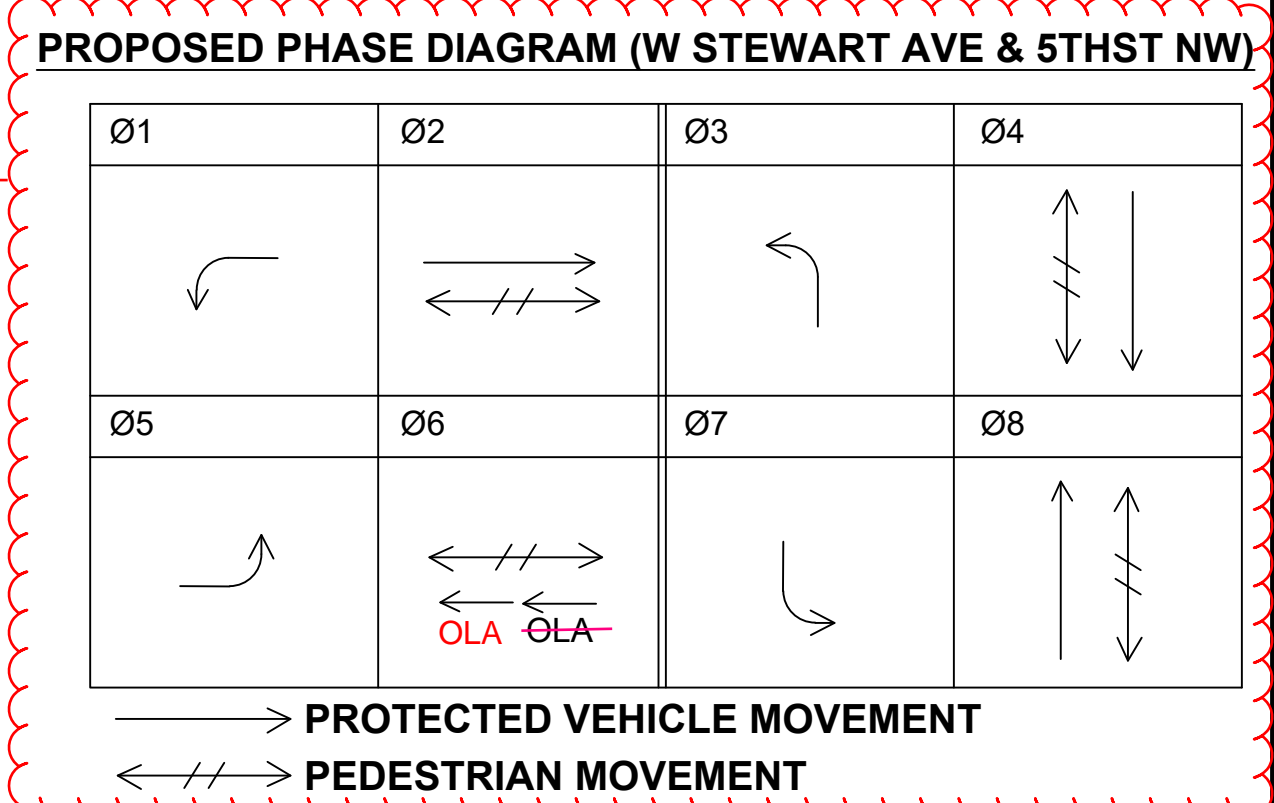 PROPOSED PHASE DIAGRAM (W STEWART AVE & 5THST NW)
Ø1 Ø2 Ø3 Ø4
Ø5 Ø6 Ø7 Ø8
OLA OLA
PROTECTED VEHICLE MOVEMENT
PEDESTRIAN MOVEMENT